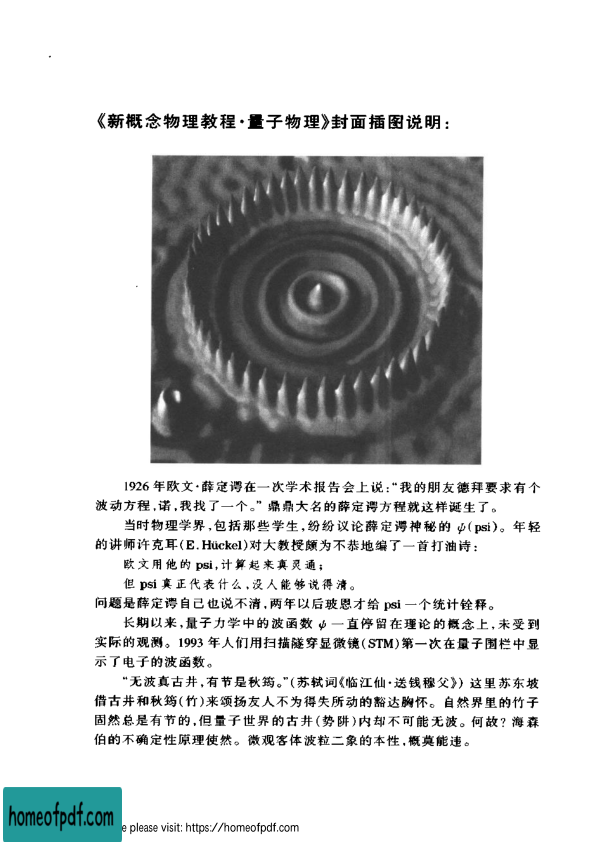 《新概念物理教程·量子物理》封面插图说明：
1926 年欧文·薛定谔在一次学术报告会上说：“我的朋友德拜要求有个
波动方程，诺，我找了一个。” 鼎鼎大名的薛定谔方程就这样诞生了。
当时物理学界，包括那些学生，纷纷议论薛定谔神秘的 ψ(psi)。年轻
的讲师许克耳(E.Hückel)对大教授颇为不恭地编了一首打油诗：
欧文用他的 psi，计算起来真灵通；
但 psi 真正代表什么，没人能够说得清。
问题是薛定谔自己也说不清，两年以后玻恩才给 psi 一个统计铨释。
长期以来，量子力学中的波函数 ψ 一直停留在理论的概念上，未受到
实际的观测。1993 年人们用扫描隧穿显微镜(STM)第一次在量子围栏中显
示了电子的波函数。
“无波真古井，有节是秋筠。”(苏轼词《临江仙·送钱穆父》) 这里苏东坡
借古井和秋筠(竹)来颂扬友人不为得失所动的豁达胸怀。自然界里的竹子
固然总是有节的，但量子世界的古井(势阱)内却不可能无波。何故? 海森
伯的不确定性原理使然。微观客体波粒二象的本性，概莫能违。
homeofpdf.com
e please visit: https://homeofpdf.com